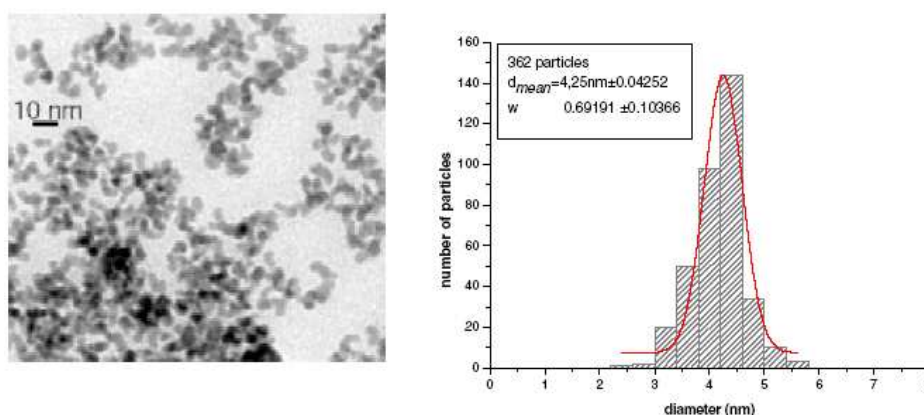 10 nm
362 particles
dmean=4,25nm±0.04252
w 0.69191 ±0.10366
160
140
120
100
80
60
40
20
0
number of particles
0 1 2 3 4 5 6 7
diameter (nm)